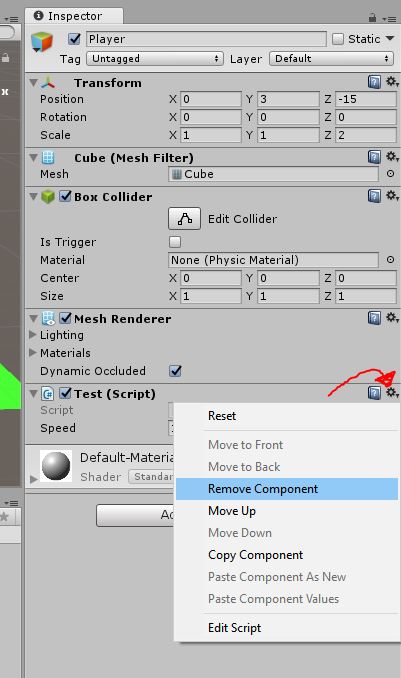 Inspector
Player
Static
Tag Untagged Layer Default
Transform
Position X 0 Y 3 Z -15
Rotation X 0 Y 0 Z 0
Scale X 1 Y 1 Z 2
Cube (Mesh Filter)
Mesh Cube
Box Collider
Edit Collider
Is Trigger
Material None (Physic Material)
Center X 0 Y 0 Z 0
Size X 1 Y 1 Z 1
Mesh Renderer
Lighting
Materials
Dynamic Occluded
Test (Script)
Script
Speed
Default-Materia
Shader Standar
Reset
Move to Front
Move to Back
Remove Component
Move Up
Move Down
Copy Component
Paste Component As New
Paste Component Values
Edit Script